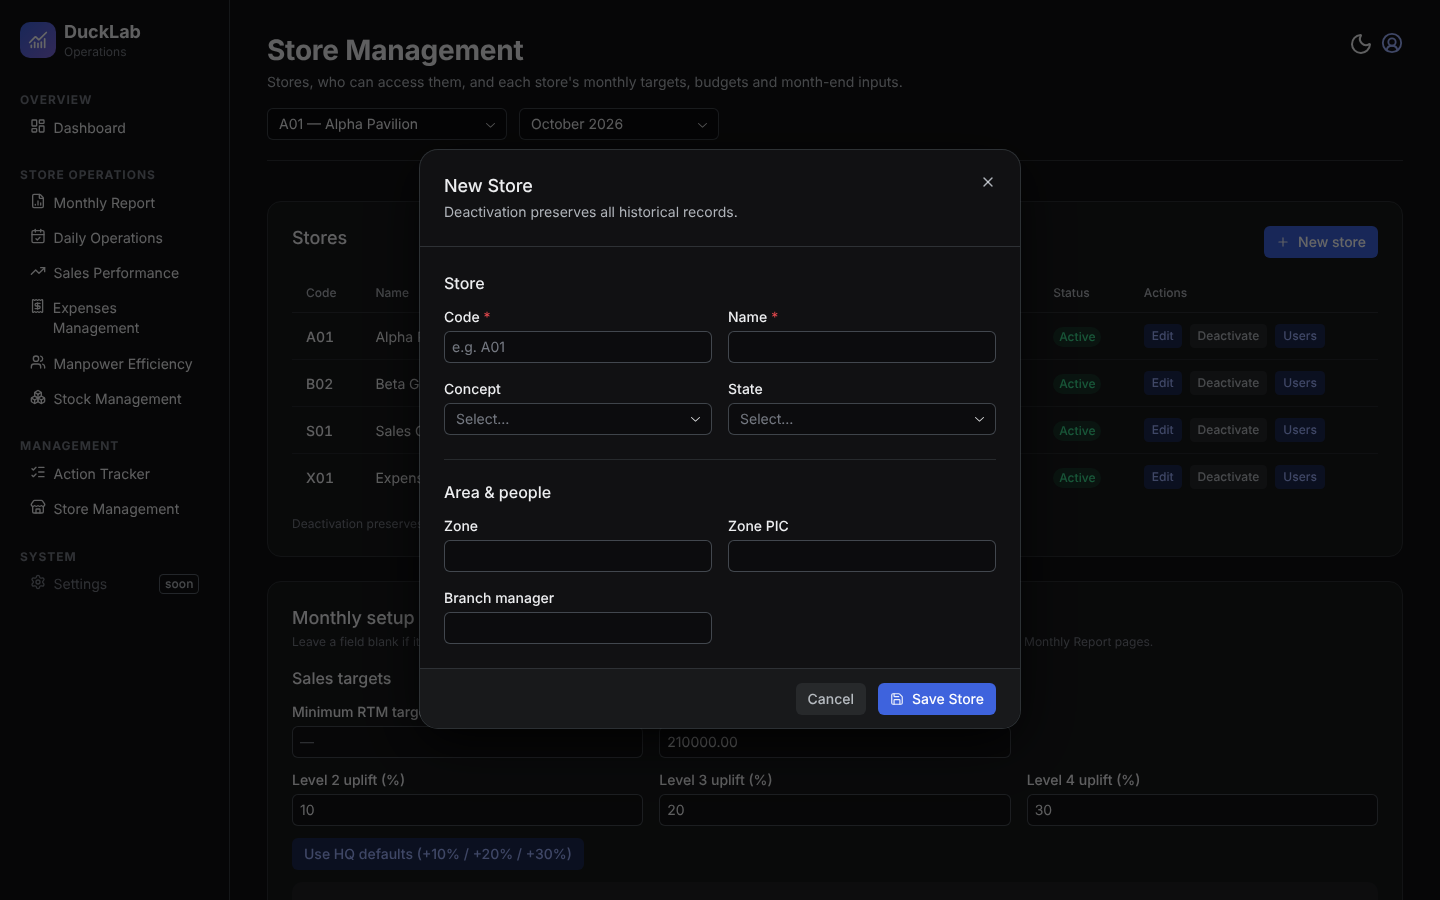 DuckLab
Operations
OVERVIEW
Dashboard
STORE OPERATIONS
Monthly Report
Daily Operations
Sales Performance
Expenses
Management
Manpower Efficiency
Stock Management
MANAGEMENT
Action Tracker
Store Management
SYSTEM
Settings soon
Store Management
Stores, who can access them, and each store's monthly targets, budgets and month-end inputs.
A01 — Alpha Pavilion October 2026
Stores
+ New store
Code Name Status Actions
A01 Alpha Active Edit Deactivate Users
B02 Beta Active Edit Deactivate Users
S01 Sales Active Edit Deactivate Users
X01 Expens Active Edit Deactivate Users
Deactivation preserves
New Store
Deactivation preserves all historical records.
Store
Code * Name *
e.g. A01
Concept State
Select... Select...
Area & people
Zone Zone PIC
Branch manager
Cancel Save Store
Monthly setup
Leave a field blank if Monthly Report pages.
Sales targets
Minimum RTM
— 210000.00
Level 2 uplift (%) Level 3 uplift (%) Level 4 uplift (%)
10 20 30
Use HQ defaults (+10% / +20% / +30%)